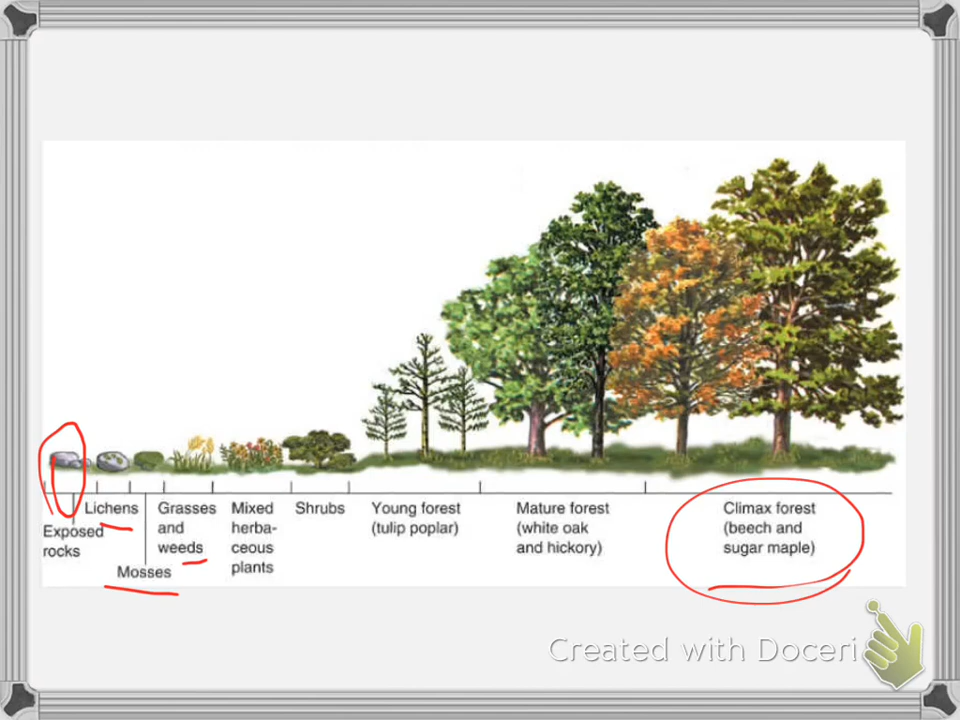 Exposed
rocks
Lichens
Mosses
Grasses
and
weeds
Mixed
herba-
ceous
plants
Shrubs
Young forest
(tulip poplar)
Mature forest
(white oak
and hickory)
Climax forest
(beech and
sugar maple)
Created with Doceri